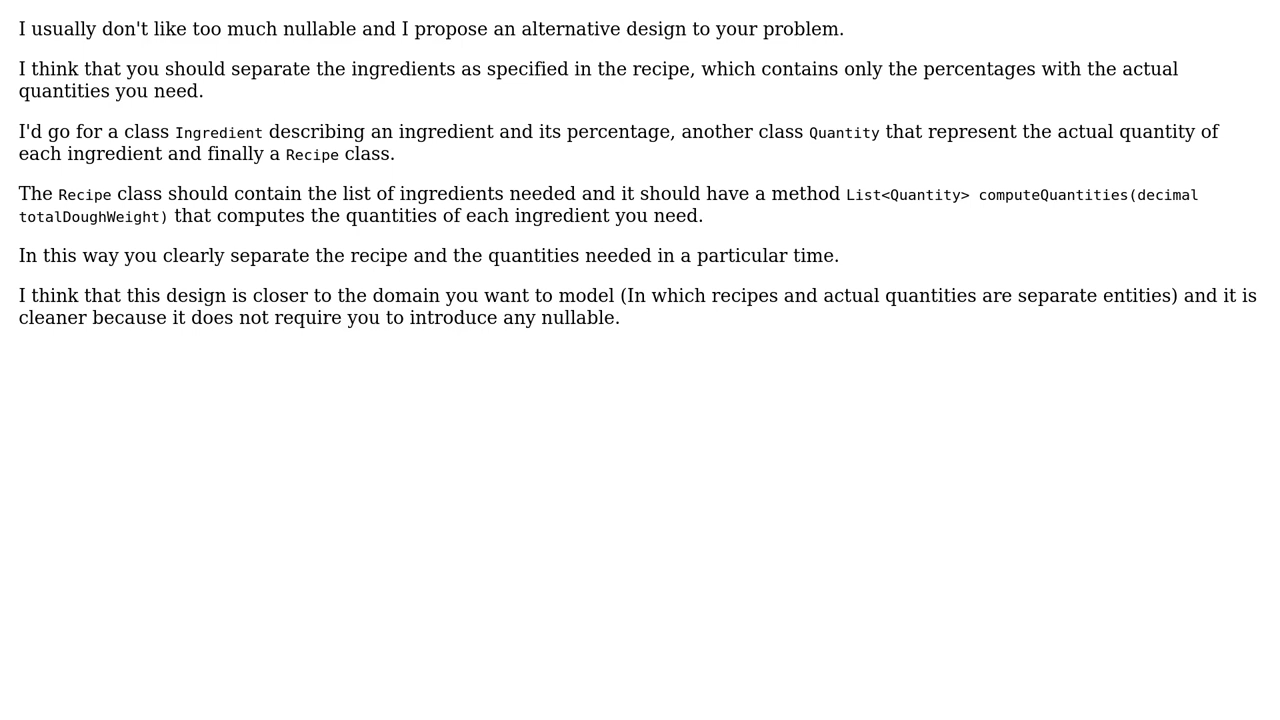 I usually don't like too much nullable and I propose an alternative design to your problem.
I think that you should separate the ingredients as specified in the recipe, which contains only the percentages with the actual
quantities you need.
I'd go for a class Ingredient describing an ingredient and its percentage, another class Quantity that represent the actual quantity of
each ingredient and finally a Recipe class.
The Recipe class should contain the list of ingredients needed and it should have a method List<Quantity> computeQuantities(decimal
totalDoughWeight) that computes the quantities of each ingredient you need.
In this way you clearly separate the recipe and the quantities needed in a particular time.
I think that this design is closer to the domain you want to model (In which recipes and actual quantities are separate entities) and it is
cleaner because it does not require you to introduce any nullable.